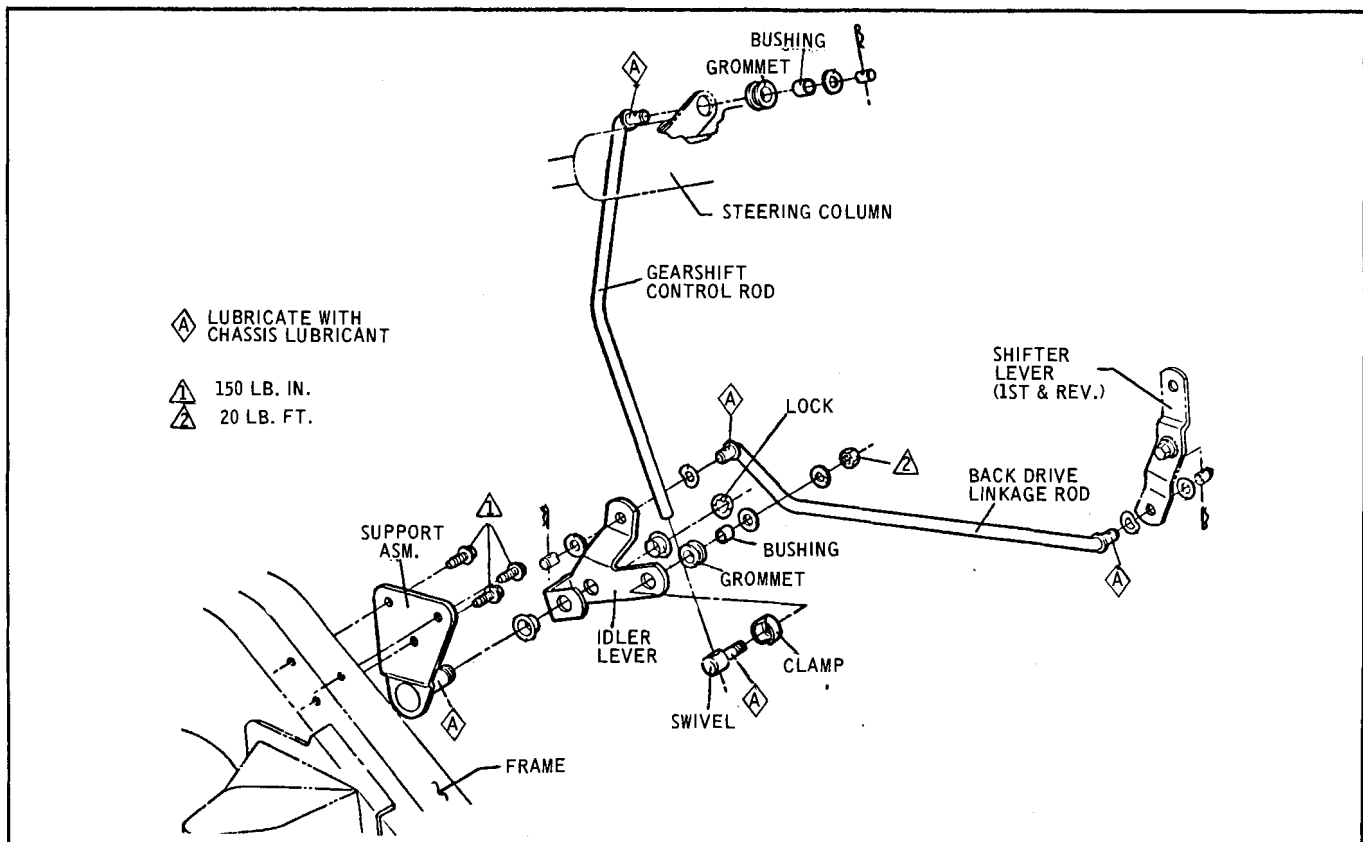 BUSHING
GROMMET
A
STEERING COLUMN
GEARSHIFT
CONTROL ROD
A LUBRICATE WITH
CHASSIS LUBRICANT
1 150 LB. IN.
2 20 LB. FT.
SHIFTER
LEVER
(1ST & REV.)
A
LOCK
2
BACK DRIVE
LINKAGE ROD
1
SUPPORT
ASM.
BUSHING
GROMMET
A
IDLER
LEVER
CLAMP
SWIVEL
A
A
FRAME